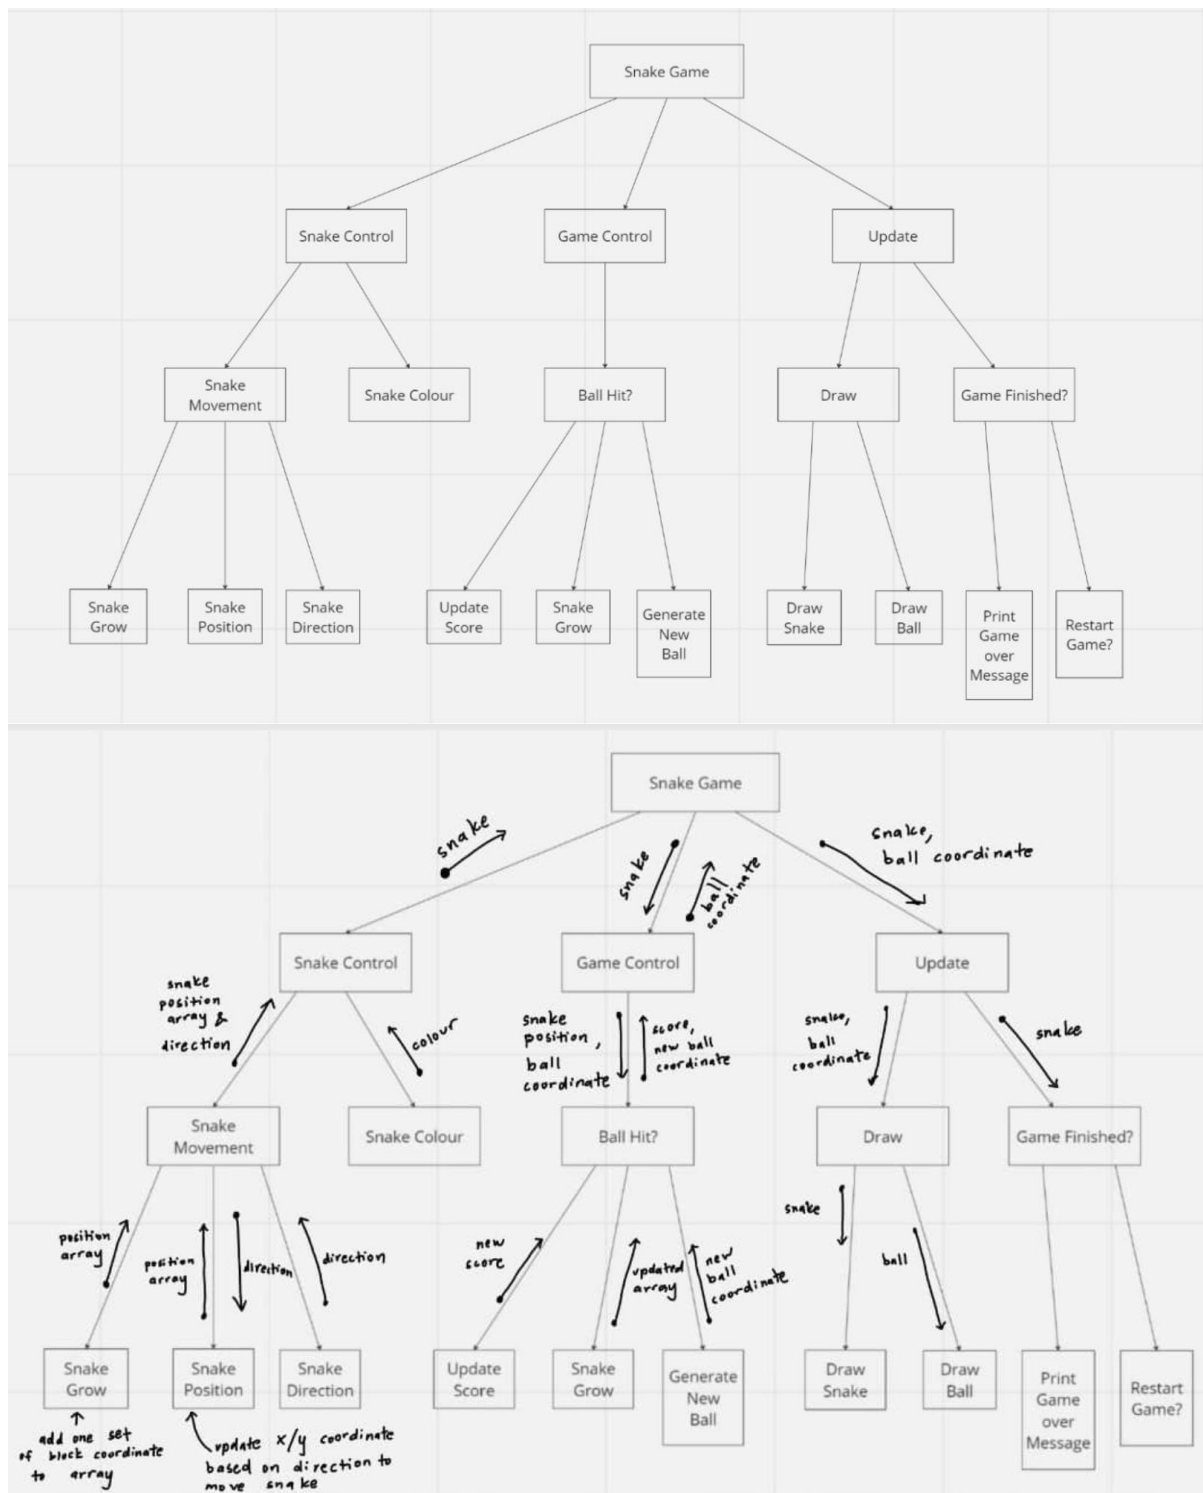 Snake Game
Snake Control
Game Control
Update
Snake
Movement
Snake Colour
Ball Hit?
Draw
Game Finished?
Snake
Grow
Snake
Position
Snake
Direction
Update
Score
Snake
Grow
Generate
New
Ball
Draw
Snake
Draw
Ball
Print
Game
over
Message
Restart
Game?
Snake Game
snake
snake
ball
coordinate
snake,
ball coordinate
Snake Control
Game Control
Update
snake
position
array &
direction
colour
snake
position,
ball
coordinate
score,
new ball
coordinate
snake,
ball
coordinate
snake
Snake
Movement
Snake Colour
Ball Hit?
Draw
Game Finished?
position
array
position
array
direction
direction
new
score
updated
array
new
ball
coordinate
snake
ball
Snake
Grow
Snake
Position
Snake
Direction
Update
Score
Snake
Grow
Generate
New
Ball
Draw
Snake
Draw
Ball
Print
Game
over
Message
Restart
Game?
add one set
of block coordinate
to array
update x/y coordinate
based on direction to
move snake